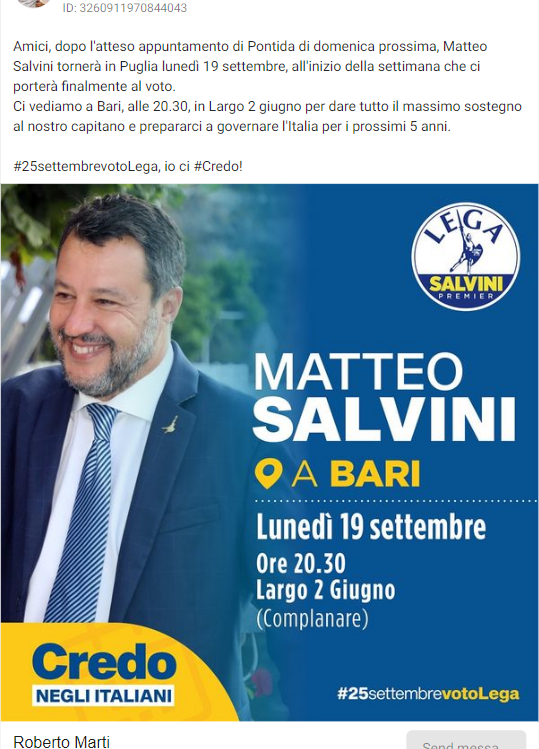 ID: 3260911970844043
Amici, dopo l'atteso appuntamento di Pontida di domenica prossima, Matteo
Salvini tornerà in Puglia lunedì 19 settembre, all'inizio della settimana che ci
porterà finalmente al voto.
Ci vediamo a Bari, alle 20.30, in Largo 2 giugno per dare tutto il massimo sostegno
al nostro capitano e prepararci a governare l'Italia per i prossimi 5 anni.
#25settembrevotoLega, io ci #Credo!
LEGA
SALVINI
PREMIER
MATTEO
SALVINI
A BARI
Lunedì 19 settembre
Ore 20.30
Largo 2 Giugno
(Complanare)
Credo
NEGLI ITALIANI
#25settembrevotoLega
Roberto Marti
Send messa...